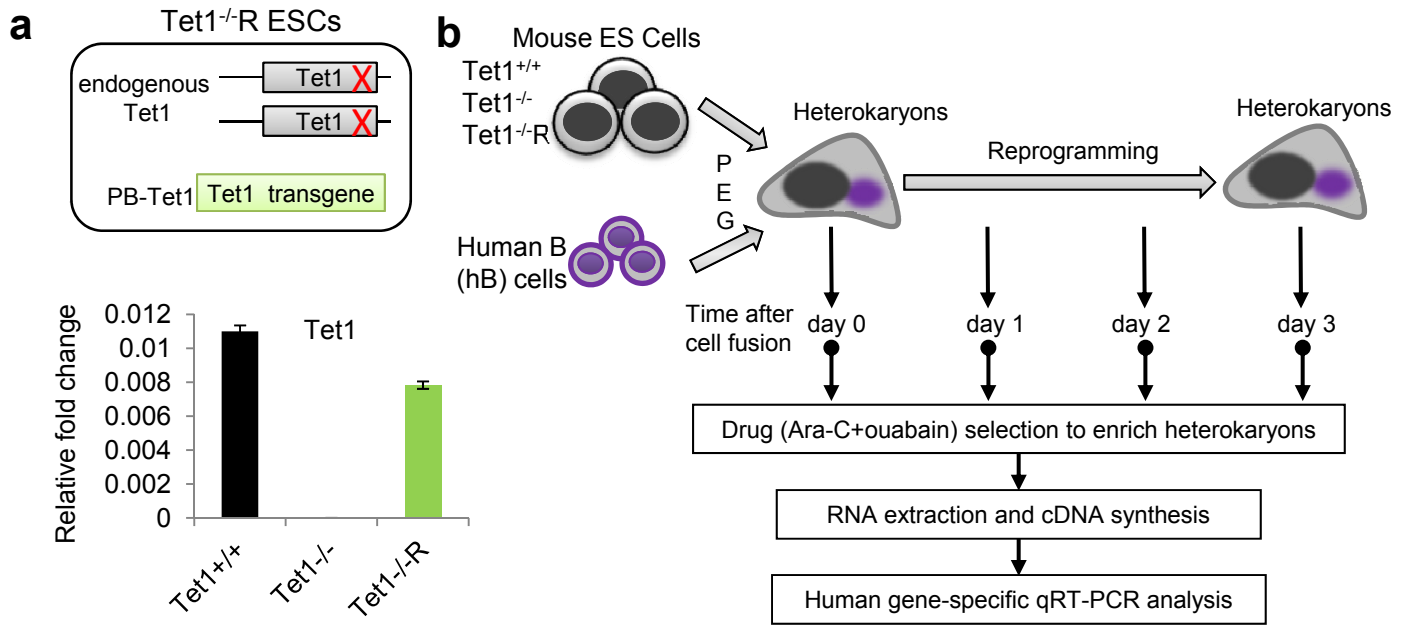 a
Tet1-/-R ESCs
endogenous
Tet1
Tet1 X
Tet1 X
PB-Tet1
Tet1 transgene
Relative fold change
0.012
0.01
0.008
0.006
0.004
0.002
0
Tet1
Tet1+/+
Tet1-/-
Tet1-/-R
b
Mouse ES Cells
Tet1+/+
Tet1-/-
Tet1-/-R
P
E
G
Human B
(hB) cells
Heterokaryons
Reprogramming
Heterokaryons
Time after
cell fusion
day 0
day 1
day 2
day 3
Drug (Ara-C+ouabain) selection to enrich heterokaryons
RNA extraction and cDNA synthesis
Human gene-specific qRT-PCR analysis